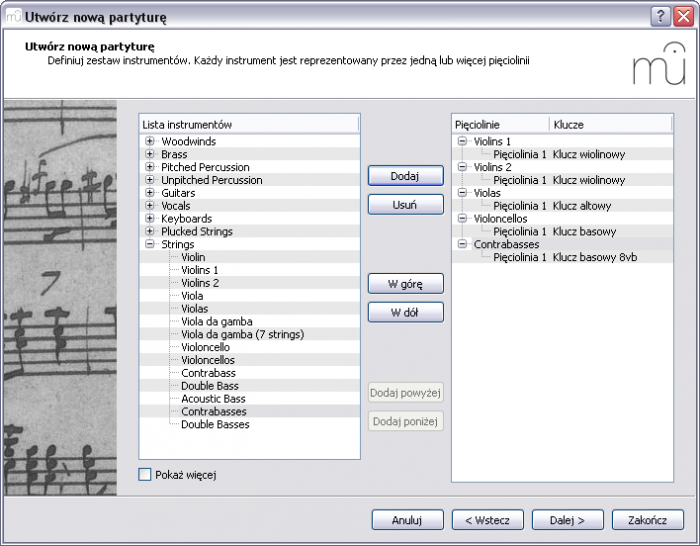 Utwórz nową partyturę
Utwórz nową partyturę
Definiuj zestaw instrumentów. Każdy instrument jest reprezentowany przez jedną lub więcej pięciolinii
mu
Lista instrumentów
Woodwinds
Brass
Pitched Percussion
Unpitched Percussion
Guitars
Vocals
Keyboards
Plucked Strings
Strings
Violin
Violins 1
Violins 2
Viola
Violas
Viola da gamba
Viola da gamba (7 strings)
Violoncello
Violoncellos
Contrabass
Double Bass
Acoustic Bass
Contrabasses
Double Basses
Pokaż więcej
Dodaj
Usuń
W górę
W dół
Dodaj powyżej
Dodaj poniżej
Pięciolinie Klucze
Violins 1
Pięciolinia 1 Klucz wiolinowy
Violins 2
Pięciolinia 1 Klucz wiolinowy
Violas
Pięciolinia 1 Klucz altowy
Violoncellos
Pięciolinia 1 Klucz basowy
Contrabasses
Pięciolinia 1 Klucz basowy 8vb
7
Anuluj < Wstecz Dalej > Zakończ